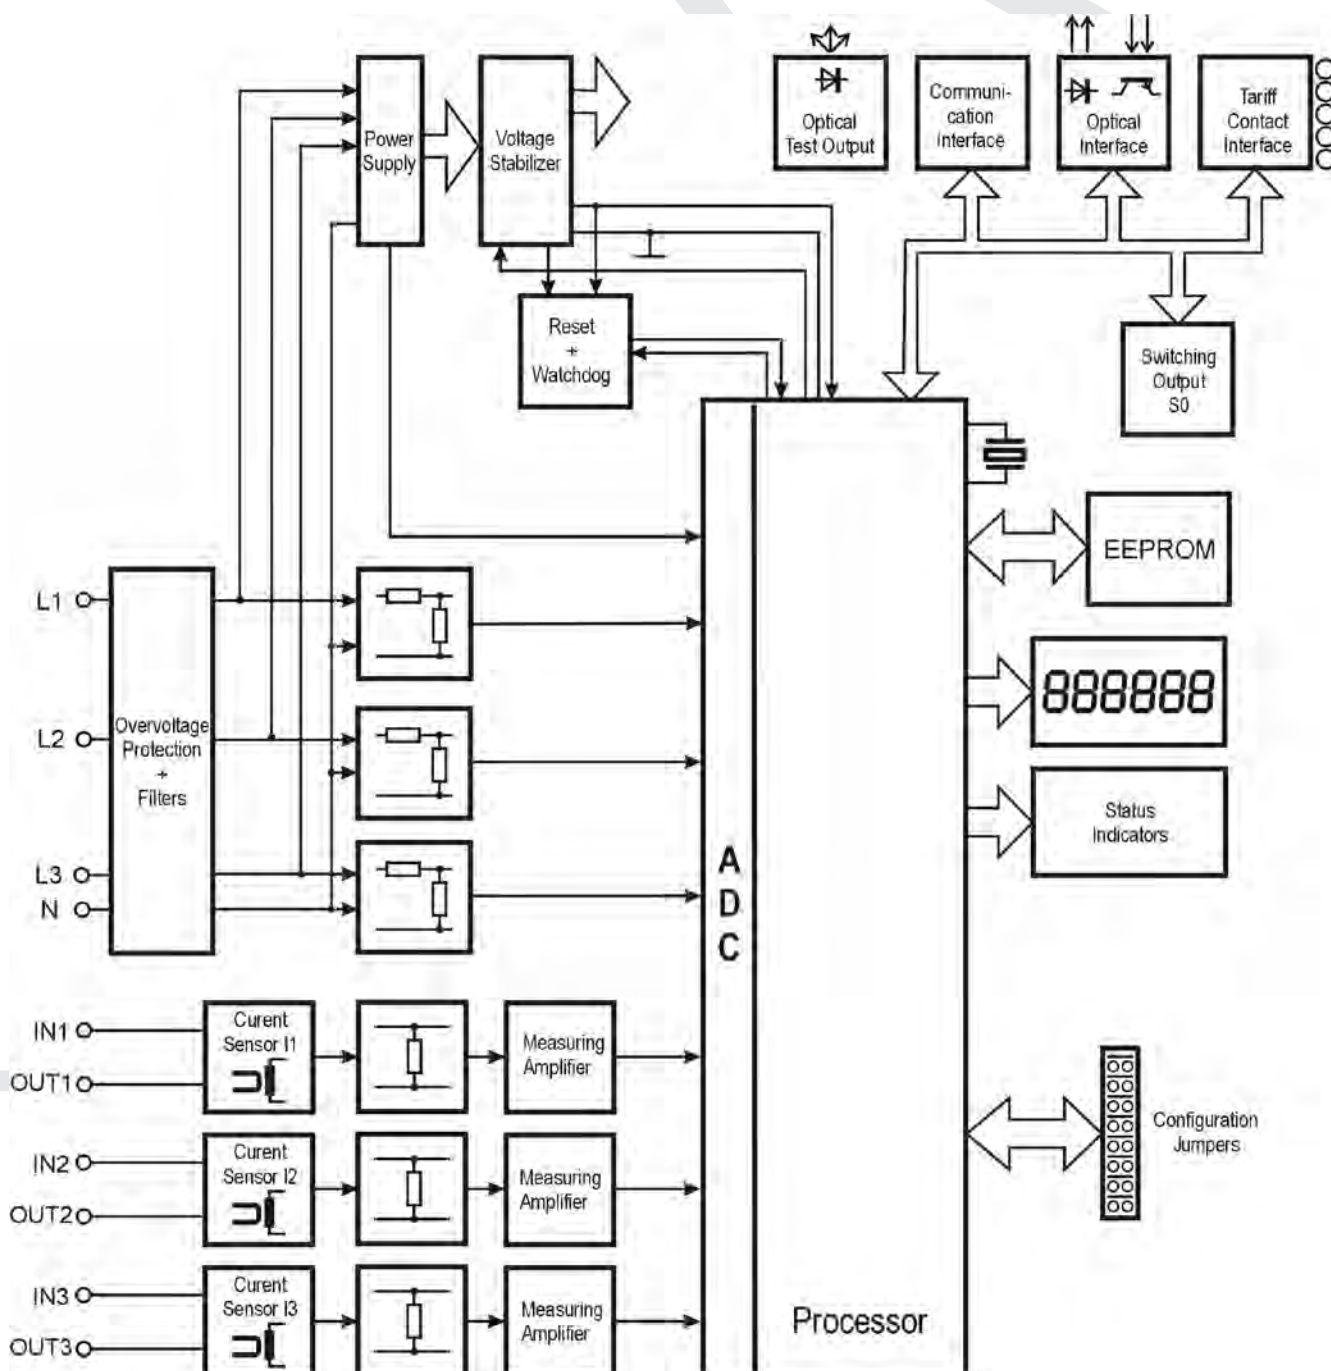 Power
Supply
Voltage
Stabilizer
Optical
Test Output
Communi-
cation
Interface
Optical
Interface
Tariff
Contact
Interface
Reset
+
Watchdog
Switching
Output
S0
EEPROM
L1
L2
L3
N
Overvoltage
Protection
+
Filters
888888
Status
Indicators
A
D
C
IN1
OUT1
Curent
Sensor I1
Measuring
Amplifier
IN2
OUT2
Curent
Sensor I2
Measuring
Amplifier
IN3
OUT3
Curent
Sensor I3
Measuring
Amplifier
Configuration
Jumpers
Processor